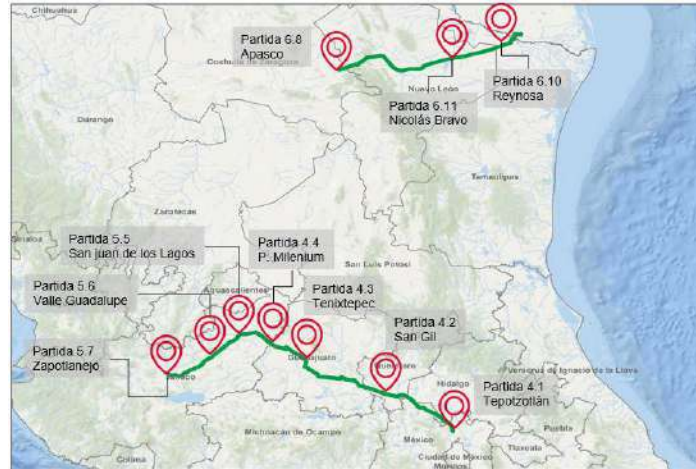 Chihuahua
Partida 6.8
Apasco
Coahuila de Zaragoza
Nuevo León
Partida 6.10
Reynosa
Partida 6.11
Nicolás Bravo
Durango
Tamaulipas
Zacatecas
Sinaloa
Partida 5.5
San juan de los Lagos
Partida 4.4
P. Milenium
San Luis Potosí
Partida 5.6
Valle Guadalupe
Aguascalientes
Partida 4.3
Tenixtepec
Partida 4.2
San Gil
Partida 5.7
Zapotlanejo
Jalisco
Guanajuato
Querétaro
Hidalgo
Veracruz de Ignacio de la Llave
Partida 4.1
Tepotzotlán
Michoacán de Ocampo
México
Puebla
Tlaxcala
Colima
Ciudad de México
Morelos